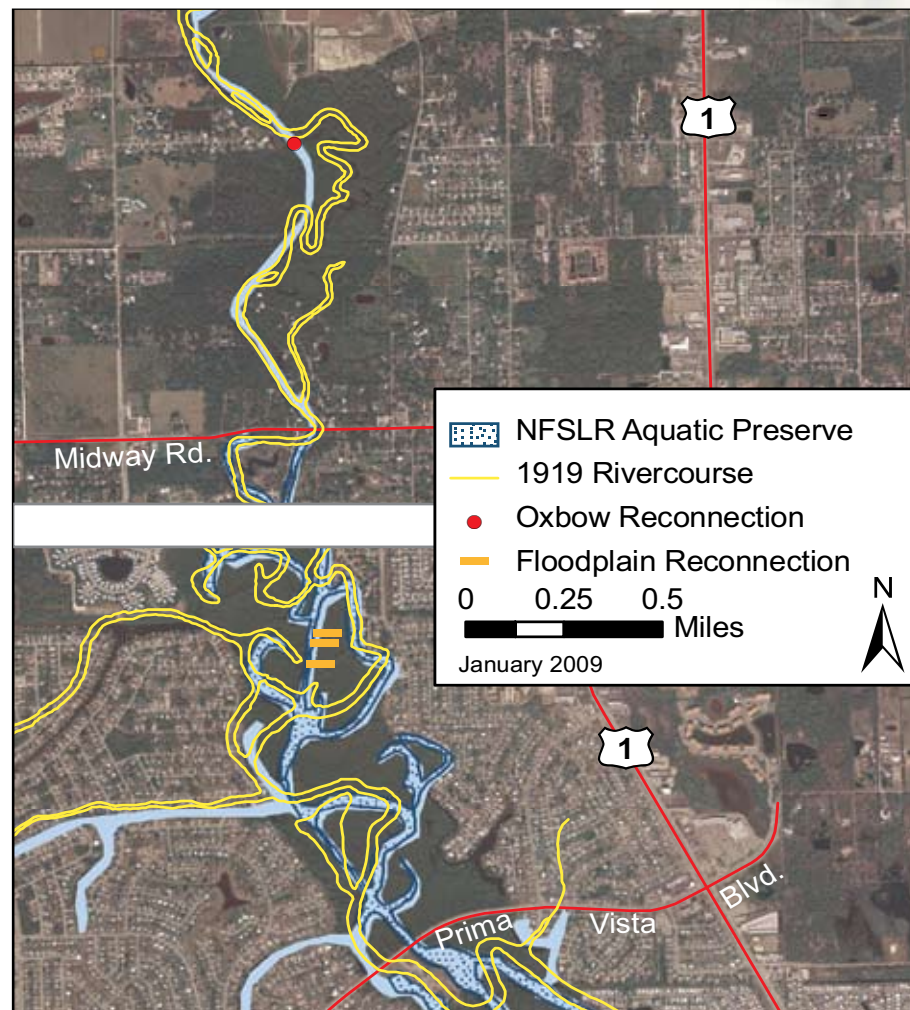 1
Midway Rd.
NFSLR Aquatic Preserve
1919 Rivercourse
Oxbow Reconnection
Floodplain Reconnection
0 0.25 0.5
Miles
N
January 2009
1
Prima Vista Blvd.